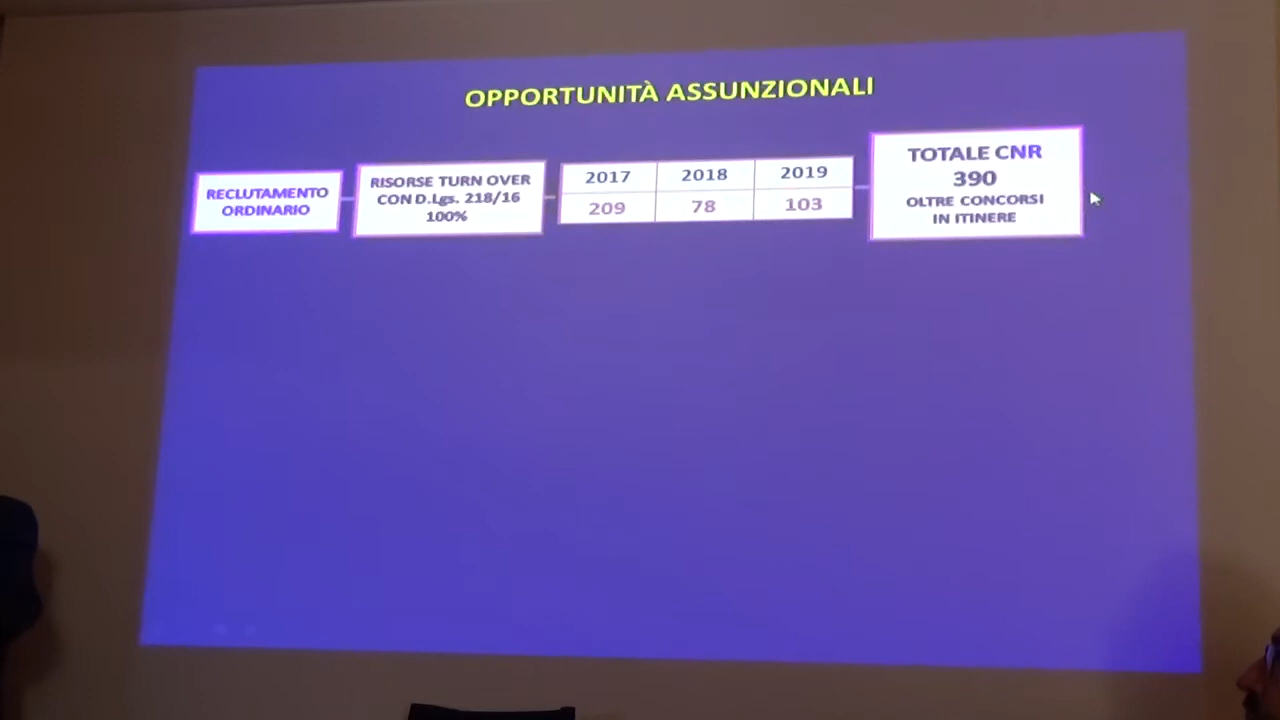 OPPORTUNITÀ ASSUNZIONALI
RECLUTAMENTO
ORDINARIO
RISORSE TURN OVER
CON D.Lgs. 218/16
100%
2017 2018 2019
209 78 103
TOTALE CNR
390
OLTRE CONCORSI
IN ITINERE